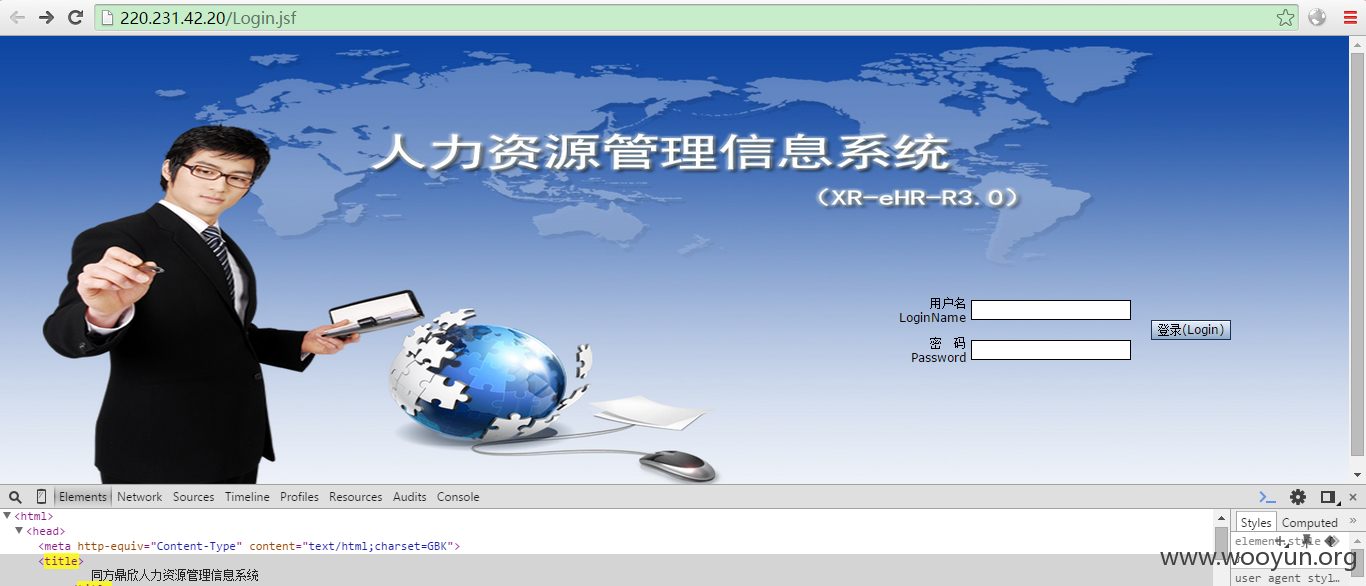 220.231.42.20/Login.jsf
人力资源管理信息系统
(XR-eHR-R3.0)
用户名
LoginName
登录(Login)
密 码
Password
Elements Network Sources Timeline Profiles Resources Audits Console
<html>
<head>
<meta http-equiv="Content-Type" content="text/html;charset=GBK">
<title>
同方鼎欣人力资源管理信息系统
Styles Computed »
element.style
www.wooyun.org
user agent styl…